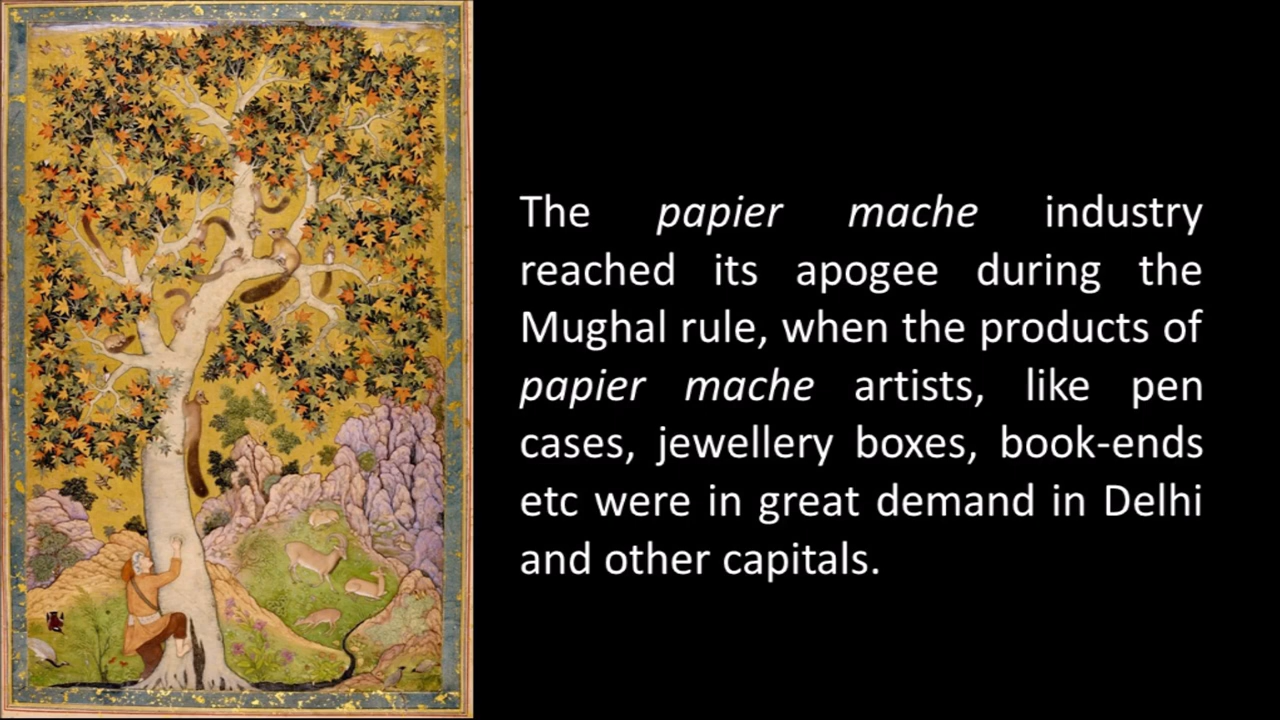 The papier mache industry
reached its apogee during the
Mughal rule, when the products of
papier mache artists, like pen
cases, jewellery boxes, book-ends
etc were in great demand in Delhi
and other capitals.